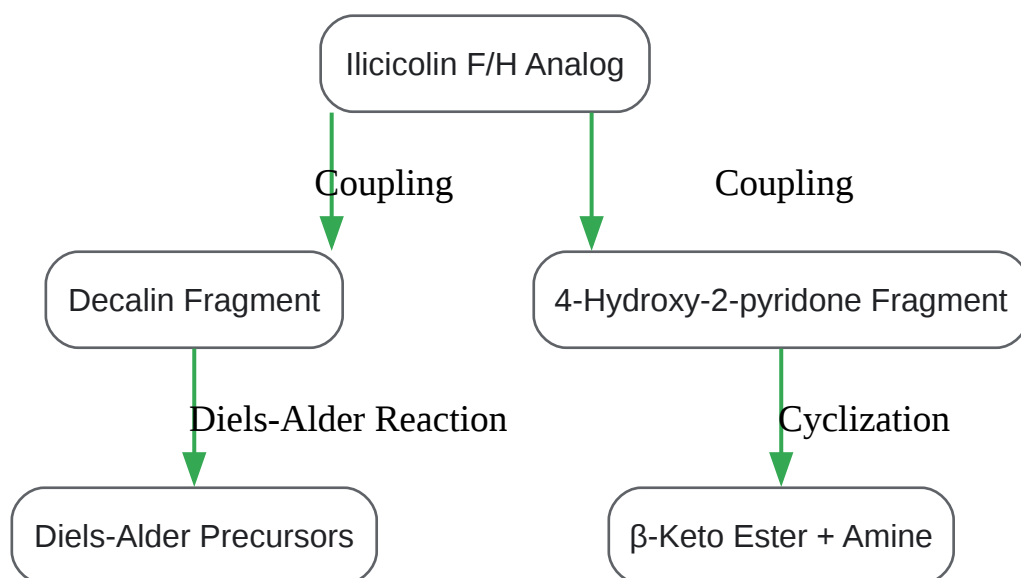 Ilicicolin F/H Analog
Coupling
Coupling
Decalin Fragment
4-Hydroxy-2-pyridone Fragment
Diels-Alder Reaction
Cyclization
Diels-Alder Precursors
β-Keto Ester + Amine